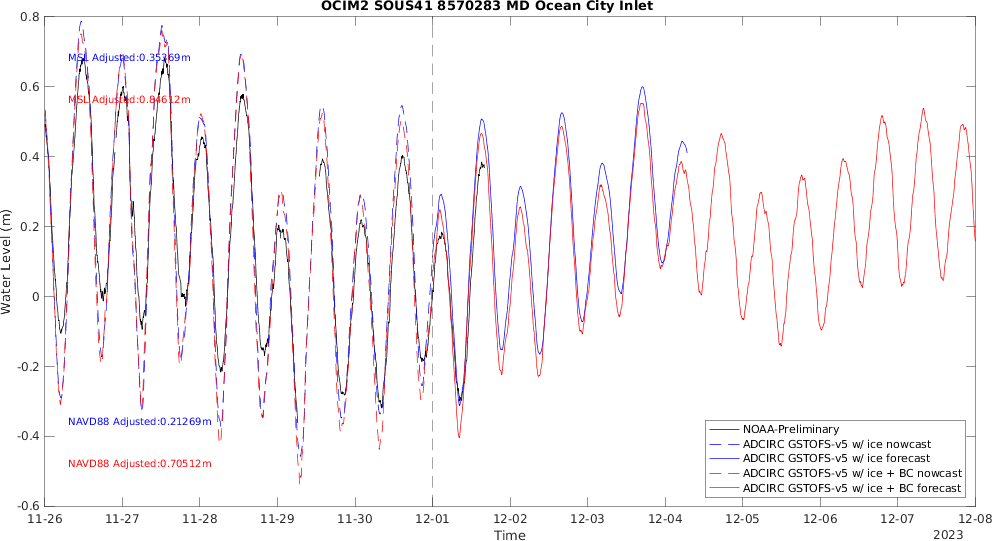 OCIM2 SOUS41 8570283 MD Ocean City Inlet
0.8
0.6
0.4
0.2
0
-0.2
-0.4
-0.6
Water Level (m)
MSL Adjusted:0.35369m
MSL Adjusted:0.84612m
NAVD88 Adjusted:0.21269m
NAVD88 Adjusted:0.70512m
NOAA-Preliminary
ADCIRC GSTOFS-v5 w/ ice nowcast
ADCIRC GSTOFS-v5 w/ ice forecast
ADCIRC GSTOFS-v5 w/ ice + BC nowcast
ADCIRC GSTOFS-v5 w/ ice + BC forecast
11-26 11-27 11-28 11-29 11-30 12-01 12-02 12-03 12-04 12-05 12-06 12-07 12-08
Time
2023